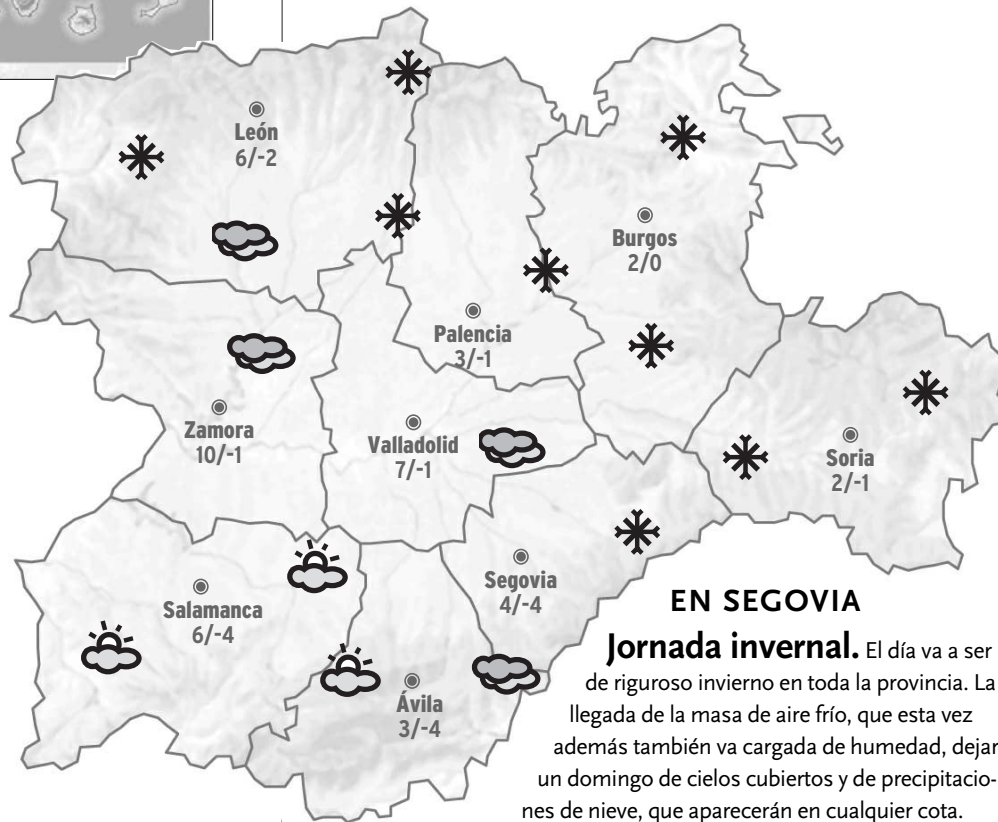 León
6/-2
Burgos
2/0
Palencia
3/-1
Zamora
10/-1
Valladolid
7/-1
Soria
2/-1
Segovia
4/-4
Salamanca
6/-4
Ávila
3/-4
EN SEGOVIA
Jornada invernal. El día va a ser
de riguroso invierno en toda la provincia. La
llegada de la masa de aire frío, que esta vez
además también va cargada de humedad, dejar
un domingo de cielos cubiertos y de precipitacio-
nes de nieve, que aparecerán en cualquier cota.